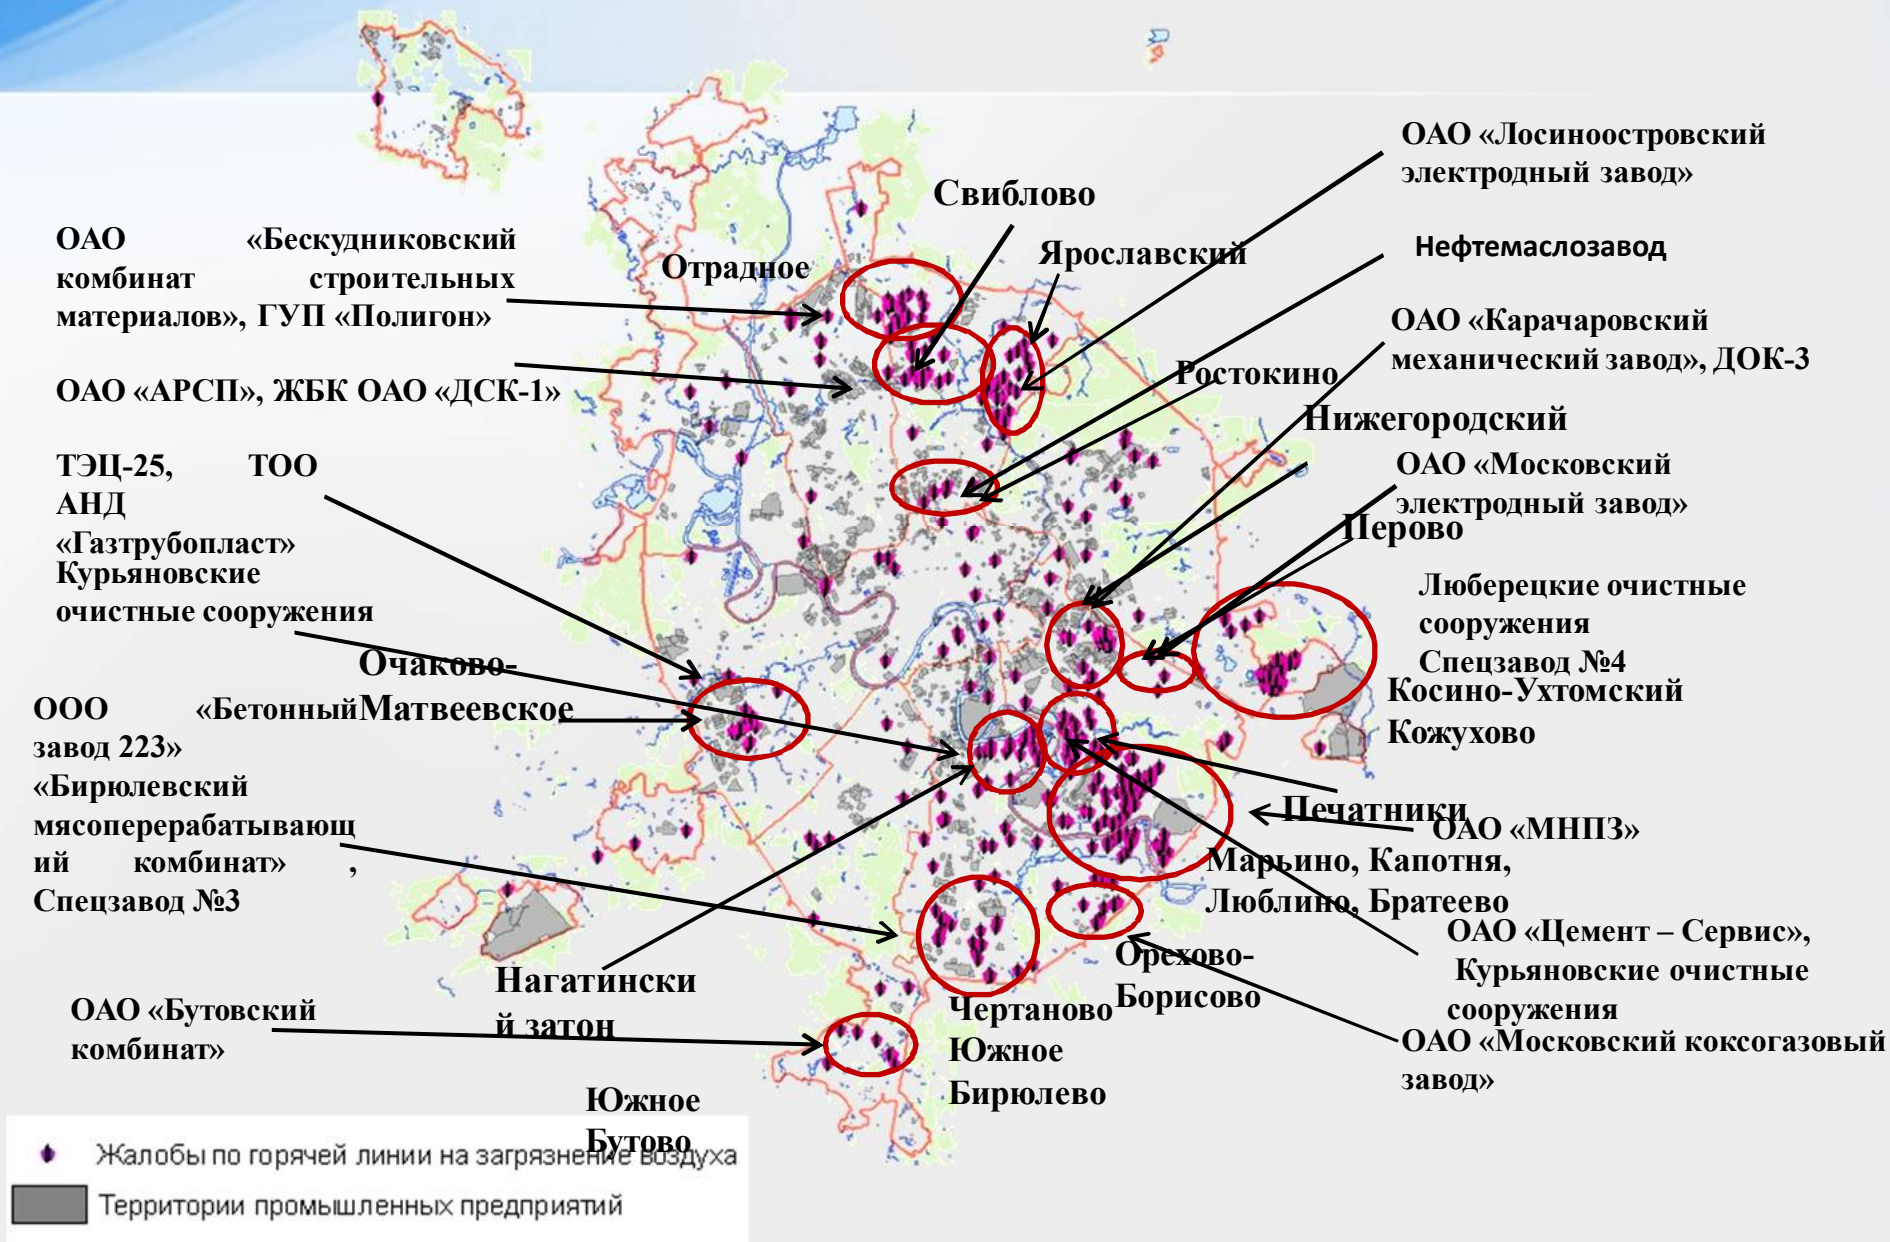 ОАО «Лосиноостровский
электродный завод»
Свиблово
ОАО «Бескудниковский
комбинат строительных
материалов», ГУП «Полигон»
Отрадное
Ярославский
Нефтемаслозавод
ОАО «Карачаровский
механический завод», ДОК-3
ОАО «АРСП», ЖБК ОАО «ДСК-1»
Ростокино
Нижегородский
ТЭЦ-25, ТОО
АНД
«Газтрубопласт»
Курьяновские
очистные сооружения
ОАО «Московский
электродный завод»
Перово
Люберецкие очистные
сооружения
Спецзавод №4
Косино-Ухтомский
Кожухово
Очаково-
Матвеевское
ООО «Бетонный
завод 223»
«Бирюлевский
мясоперерабатывающ
ий комбинат» ,
Спецзавод №3
Печатники
ОАО «МНПЗ»
Марьино, Капотня,
Люблино, Братеево
ОАО «Цемент – Сервис»,
Курьяновские очистные
сооружения
Орехово-
Борисово
ОАО «Московский коксогазовый
завод»
Нагатински
й затон
Чертаново
Южное
Бирюлево
ОАО «Бутовский
комбинат»
Южное
Бутово
Жалобы по горячей линии на загрязнение воздуха
Территории промышленных предприятий